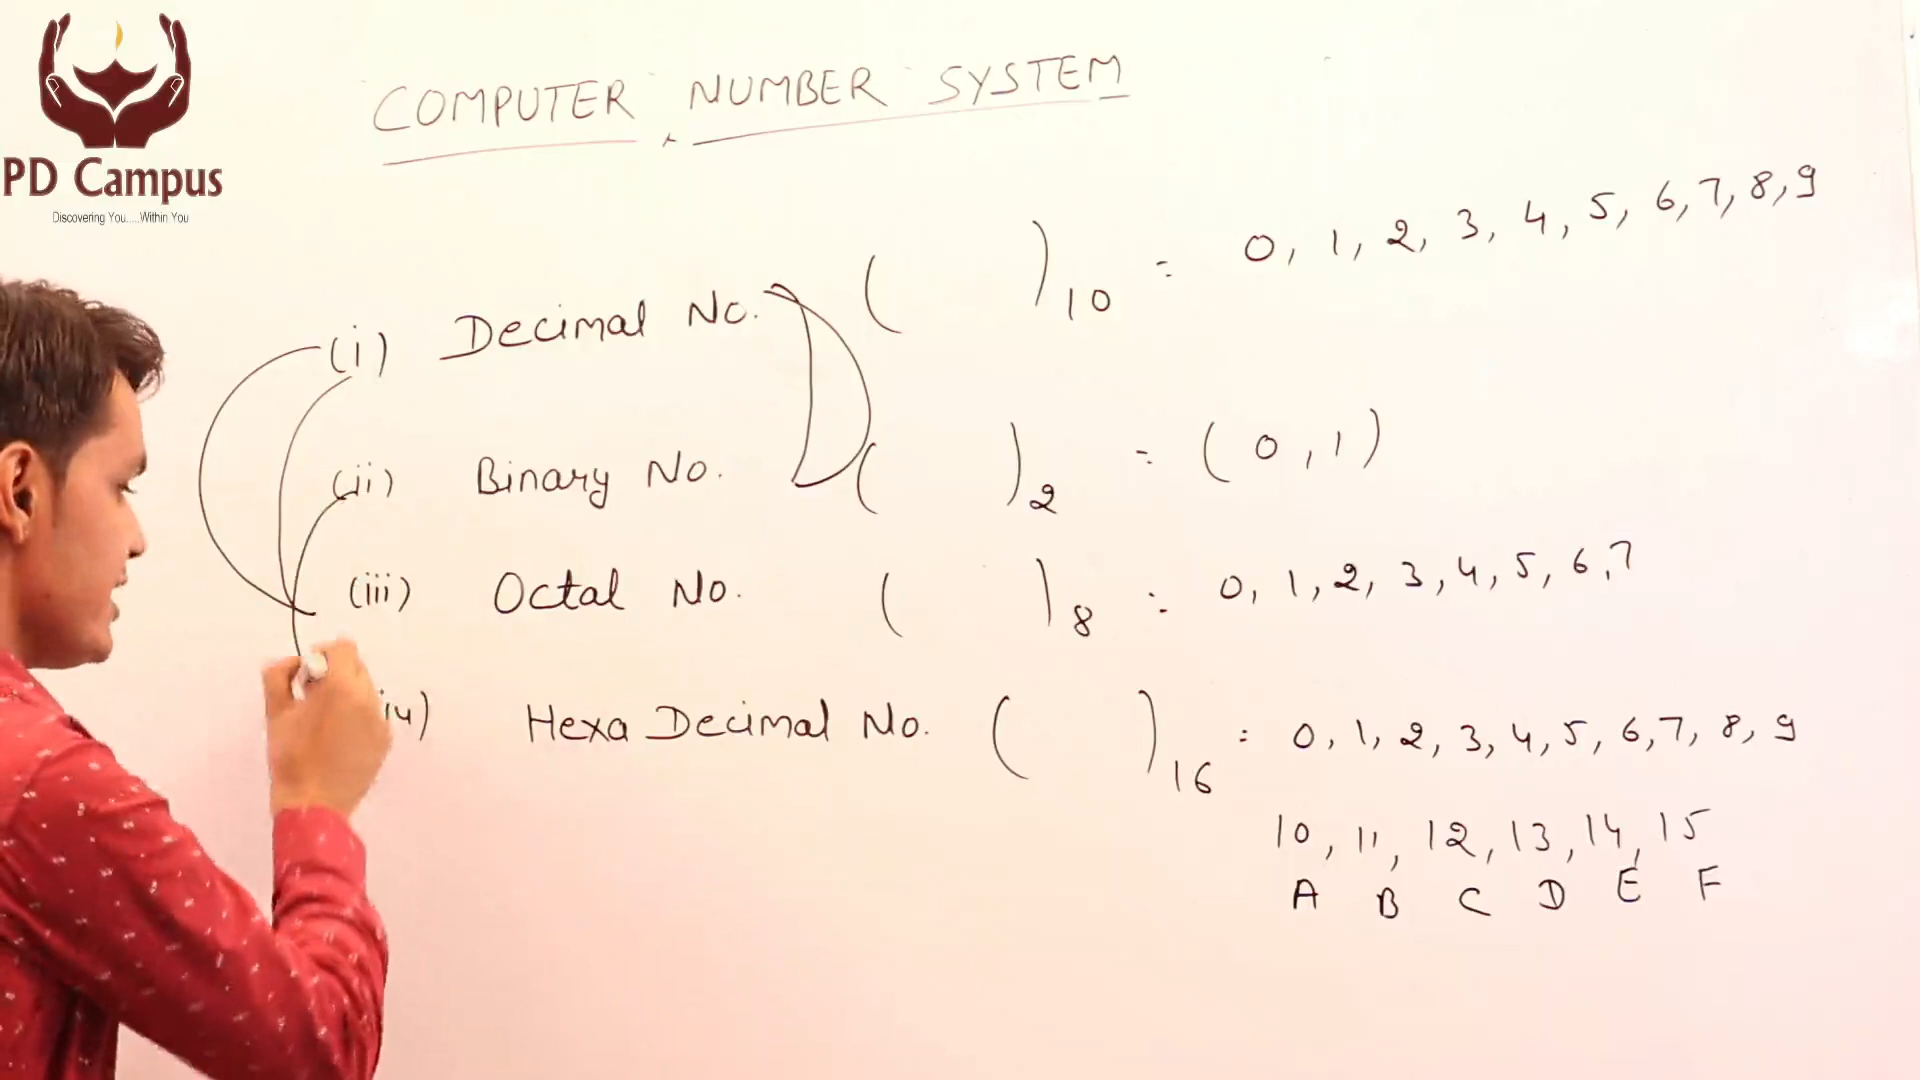 PD Campus
Discovering You.....Within You
COMPUTER NUMBER SYSTEM
(i) Decimal No. ( )10 = 0, 1, 2, 3, 4, 5, 6, 7, 8, 9
(ii) Binary No. ( )2 = (0, 1)
(iii) Octal No. ( )8 = 0, 1, 2, 3, 4, 5, 6, 7
iv) Hexa Decimal No. ( )16 = 0, 1, 2, 3, 4, 5, 6, 7, 8, 9
10, 11, 12, 13, 14, 15
A B C D E F